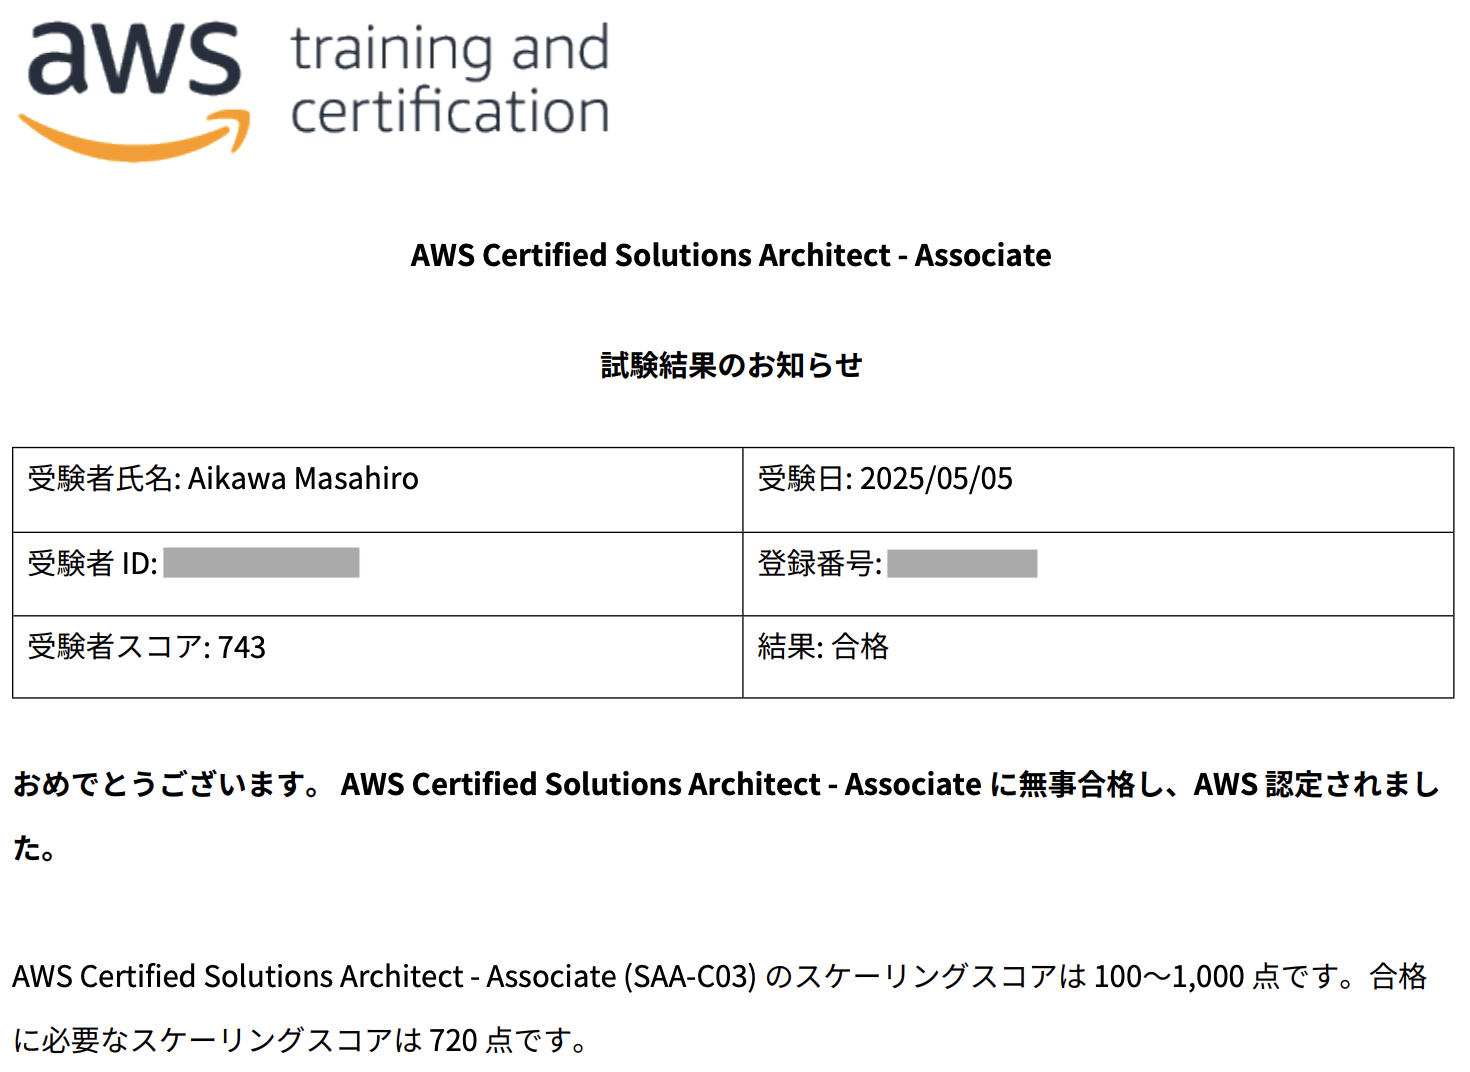 aws training and
certification
AWS Certified Solutions Architect - Associate
試験結果のお知らせ
受験者氏名: Aikawa Masahiro
受験日: 2025/05/05
受験者 ID:
登録番号:
受験者スコア: 743
結果: 合格
おめでとうございます。 AWS Certified Solutions Architect - Associate に無事合格し、AWS 認定されまし
た。
AWS Certified Solutions Architect - Associate (SAA-C03) のスケーリングスコアは 100～1,000 点です。合格
に必要なスケーリングスコアは 720 点です。